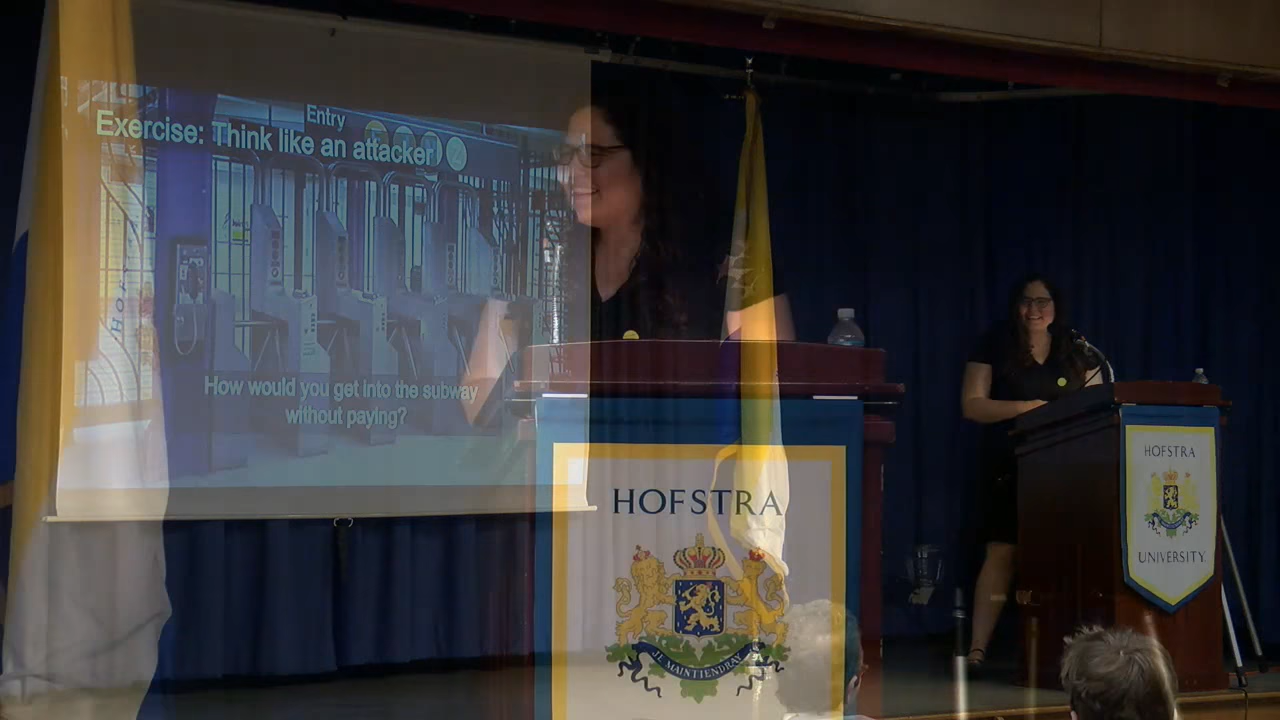 Entry
Exercise: Think like an attacker
2
How would you get into the subway
without paying?
HOFSTRA
JE MAINTIENDRAI
HOFSTRA
UNIVERSITY